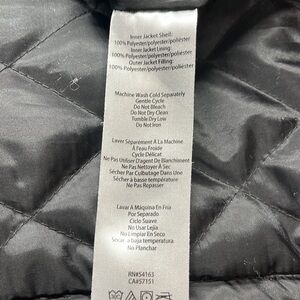 Inner Jacket Shell:
100% Polyester/polyester/poliéster
Inner Jacket Lining:
100% Polyester/polyester/poliéster
Outer Jacket Filling:
100% Polyester/polyester/poliéster
Machine Wash Cold Separately
Gentle Cycle
Do Not Bleach
Do Not Dry Clean
Tumble Dry Low
Do Not Iron
Laver Séparément À La Machine
À L'eau Froide
Cycle Délicat
Ne Pas Utiliser D'agent De Blanchiment
Ne Pas Nettoyer À Sec
Sécher Par Culbutage Dans Une
Sécher à basse température
Ne Pas Repasser
Lavar A Máquina En Fría
Por Separado
Ciclo Suave
No Usar Lejía
No Limpiar En Seco
Secar a baja temperatura
No Planchar
RN#54163
CA#57151